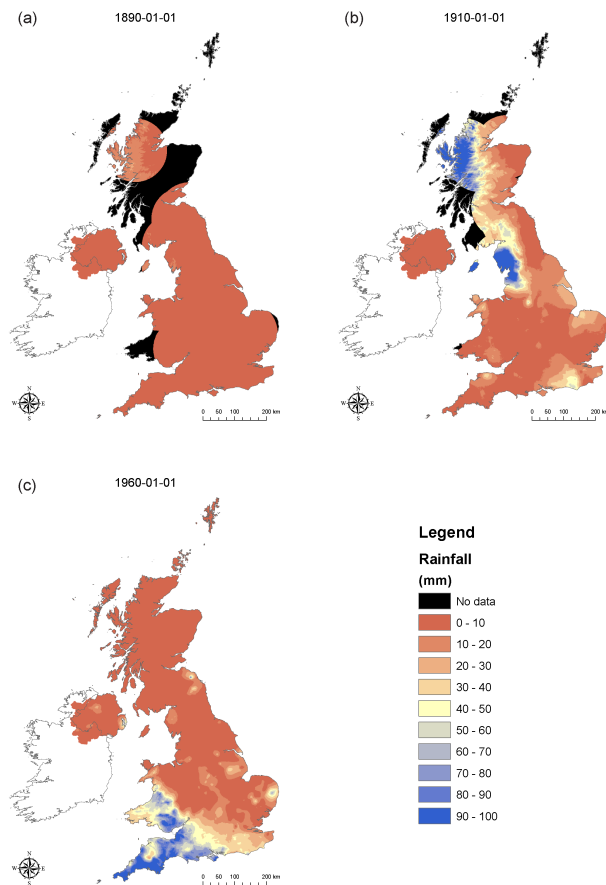 (a)
1890-01-01
N
W E
S
0 50 100 200 km
(b)
1910-01-01
N
W E
S
0 50 100 200 km
(c)
1960-01-01
N
W E
S
0 50 100 200 km
Legend
Rainfall
(mm)
No data
0 - 10
10 - 20
20 - 30
30 - 40
40 - 50
50 - 60
60 - 70
70 - 80
80 - 90
90 - 100